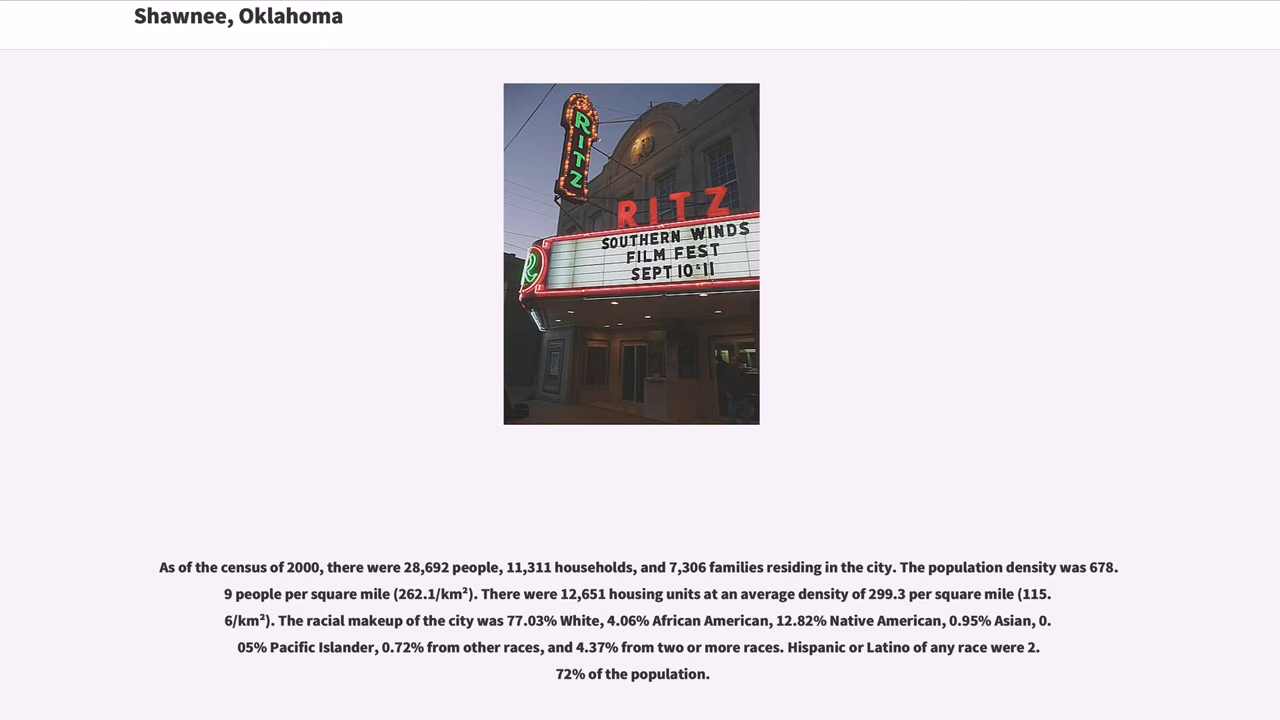 Shawnee, Oklahoma
RITZ
RITZ
SOUTHERN WINDS
FILM FEST
SEPT 10 & 11
As of the census of 2000, there were 28,692 people, 11,311 households, and 7,306 families residing in the city. The population density was 678.
9 people per square mile (262.1/km²). There were 12,651 housing units at an average density of 299.3 per square mile (115.
6/km²). The racial makeup of the city was 77.03% White, 4.06% African American, 12.82% Native American, 0.95% Asian, 0.
05% Pacific Islander, 0.72% from other races, and 4.37% from two or more races. Hispanic or Latino of any race were 2.
72% of the population.